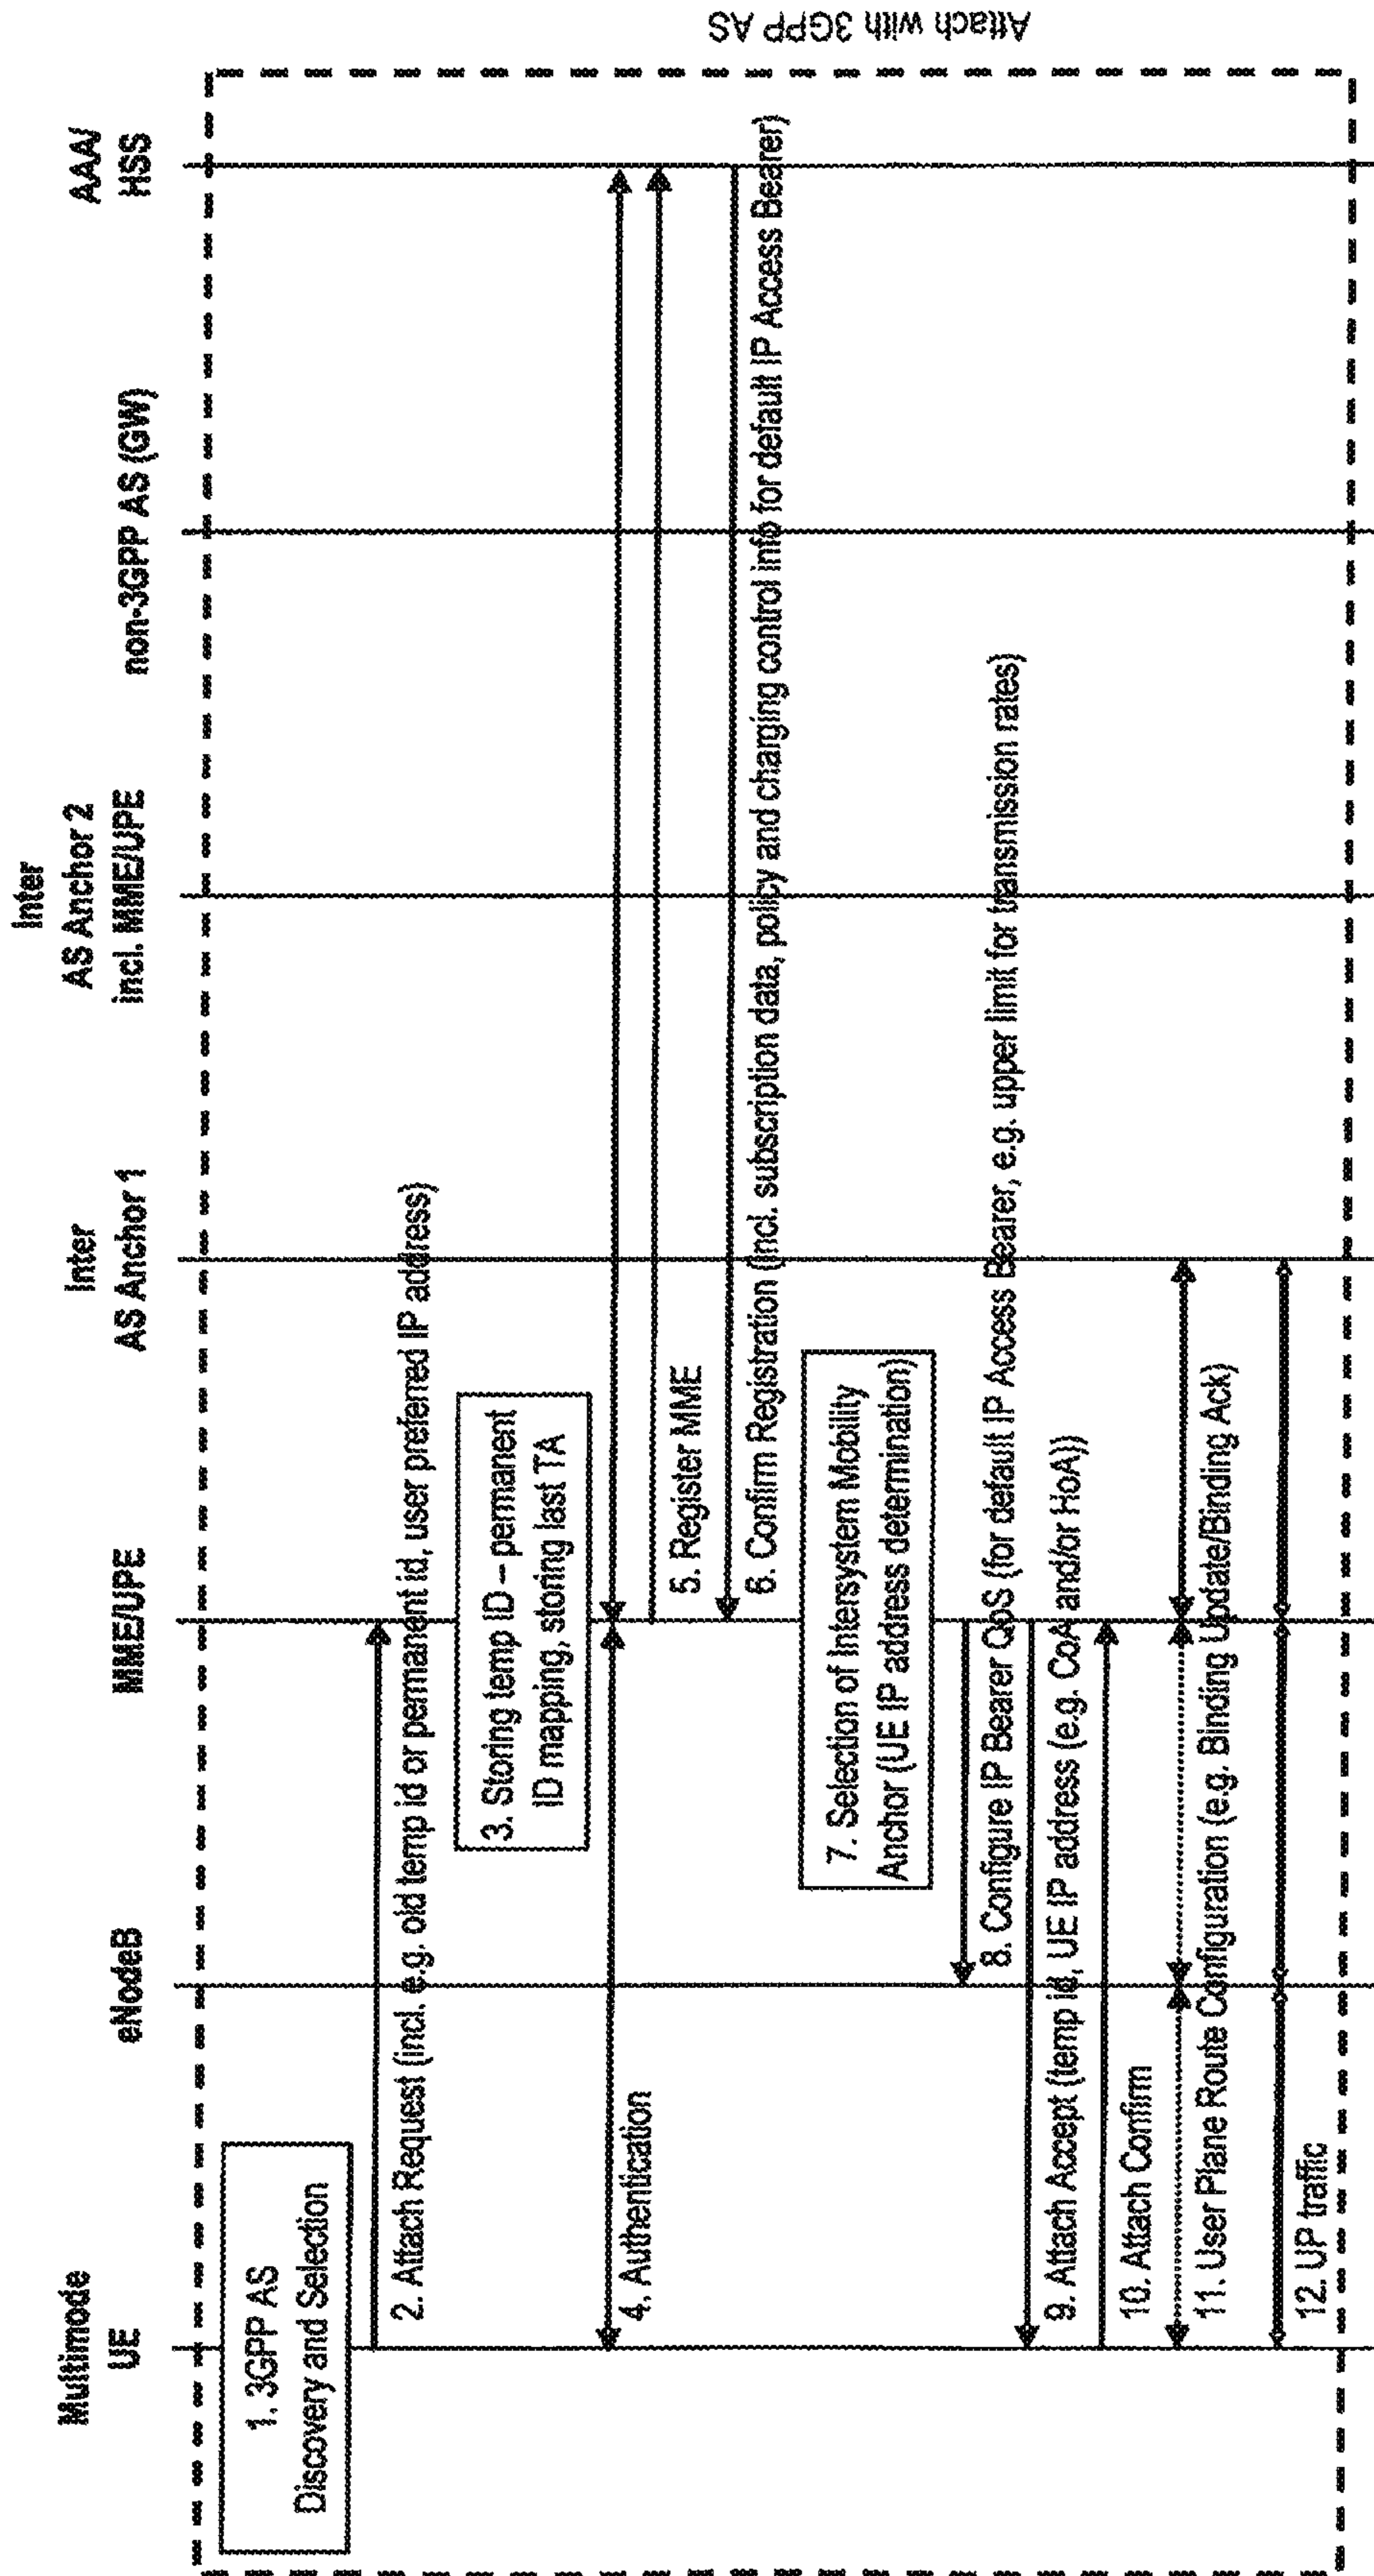 Multimode
UE
eNodeB
MME/UPE
Inter
AS Anchor 1
Inter
AS Anchor 2
incl. MME/UPE
non-3GPP AS (GW)
AAA/
HSS
1. 3GPP AS
Discovery and Selection
2. Attach Request (incl. e.g. old temp id or permanent id, user preferred IP address)
3. Storing temp ID – permanent
ID mapping, storing last TA
4. Authentication
5. Register MME
6. Confirm Registration (incl. subscription data, policy and charging control info for default IP Access Bearer)
7. Selection of Intersystem Mobility
Anchor (UE IP address determination)
8. Configure IP Bearer QoS (for default IP Access Bearer, e.g. upper limit for transmission rates)
9. Attach Accept (temp id, UE IP address (e.g. CoA and/or HoA))
10. Attach Confirm
11. User Plane Route Configuration (e.g. Binding Update/Binding Ack)
12. UP traffic
Attach with 3GPP AS